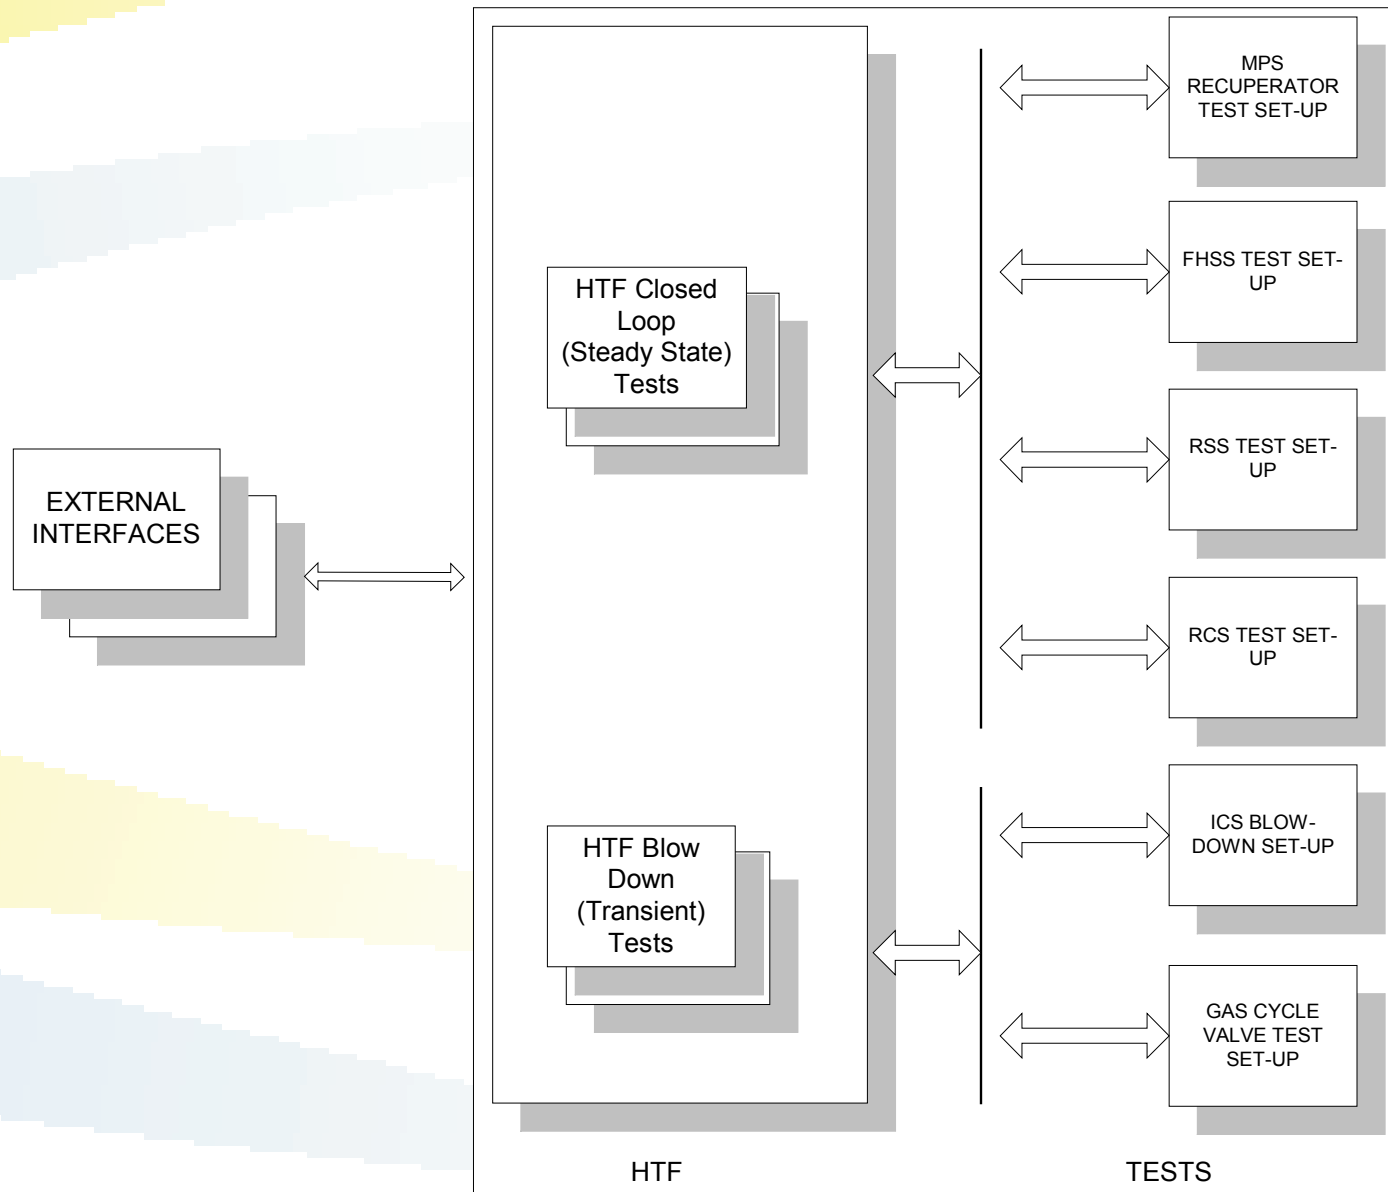 EXTERNAL
INTERFACES
HTF Closed
Loop
(Steady State)
Tests
HTF Blow
Down
(Transient)
Tests
HTF
MPS
RECUPERATOR
TEST SET-UP
FHSS TEST SET-
UP
RSS TEST SET-
UP
RCS TEST SET-
UP
ICS BLOW-
DOWN SET-UP
GAS CYCLE
VALVE TEST
SET-UP
TESTS